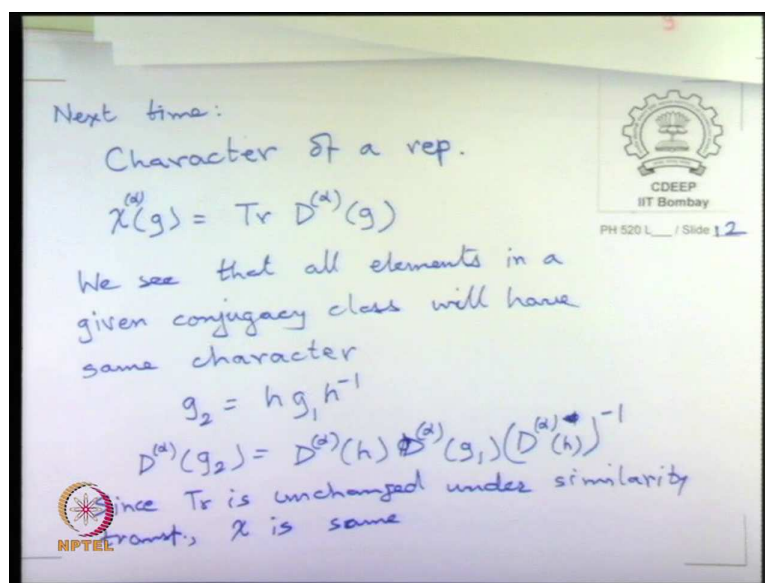 Next time:
Character of a rep.
χ^(α)(g) = Tr D^(α)(g)
We see that all elements in a
given conjugacy class will have
same character
g₂ = h g₁ h⁻¹
D^(α)(g₂) = D^(α)(h) D^(α)(g₁) (D^(α)(h))⁻¹
Since Tr is unchanged under similarity
transf., χ is same
CDEEP
IIT Bombay
PH 520 L___ / Slide 12
NPTEL